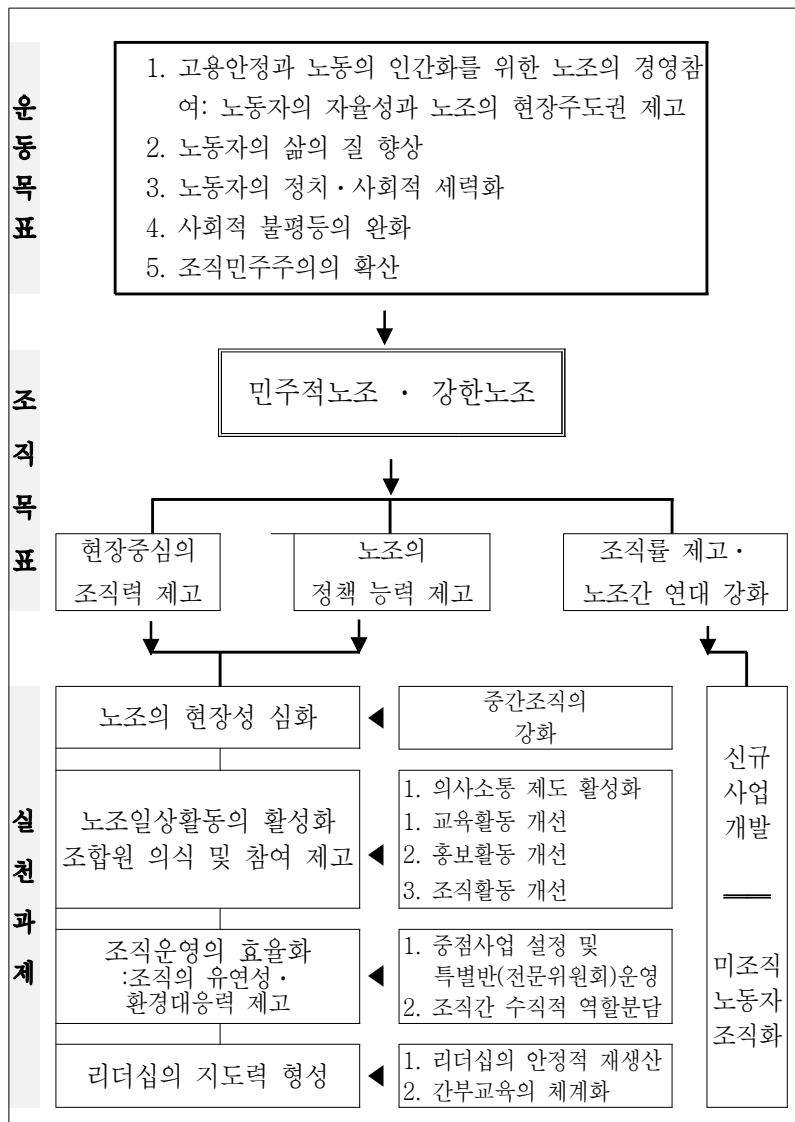 운동목표
1. 고용안정과 노동의 인간화를 위한 노조의 경영참
여: 노동자의 자율성과 노조의 현장주도권 제고
2. 노동자의 삶의 질 향상
3. 노동자의 정치·사회적 세력화
4. 사회적 불평등의 완화
5. 조직민주주의의 확산
조직목표
민주적노조 · 강한노조
현장중심의
조직력 제고
노조의
정책 능력 제고
조직률 제고·
노조간 연대 강화
실천과제
노조의 현장성 심화
중간조직의
강화
노조일상활동의 활성화
조합원 의식 및 참여 제고
1. 의사소통 제도 활성화
1. 교육활동 개선
2. 홍보활동 개선
3. 조직활동 개선
조직운영의 효율화
:조직의 유연성·
환경대응력 제고
1. 중점사업 설정 및
특별반(전문위원회)운영
2. 조직간 수직적 역할분담
리더십의 지도력 형성
1. 리더십의 안정적 재생산
2. 간부교육의 체계화
신규
사업
개발
미조직
노동자
조직화